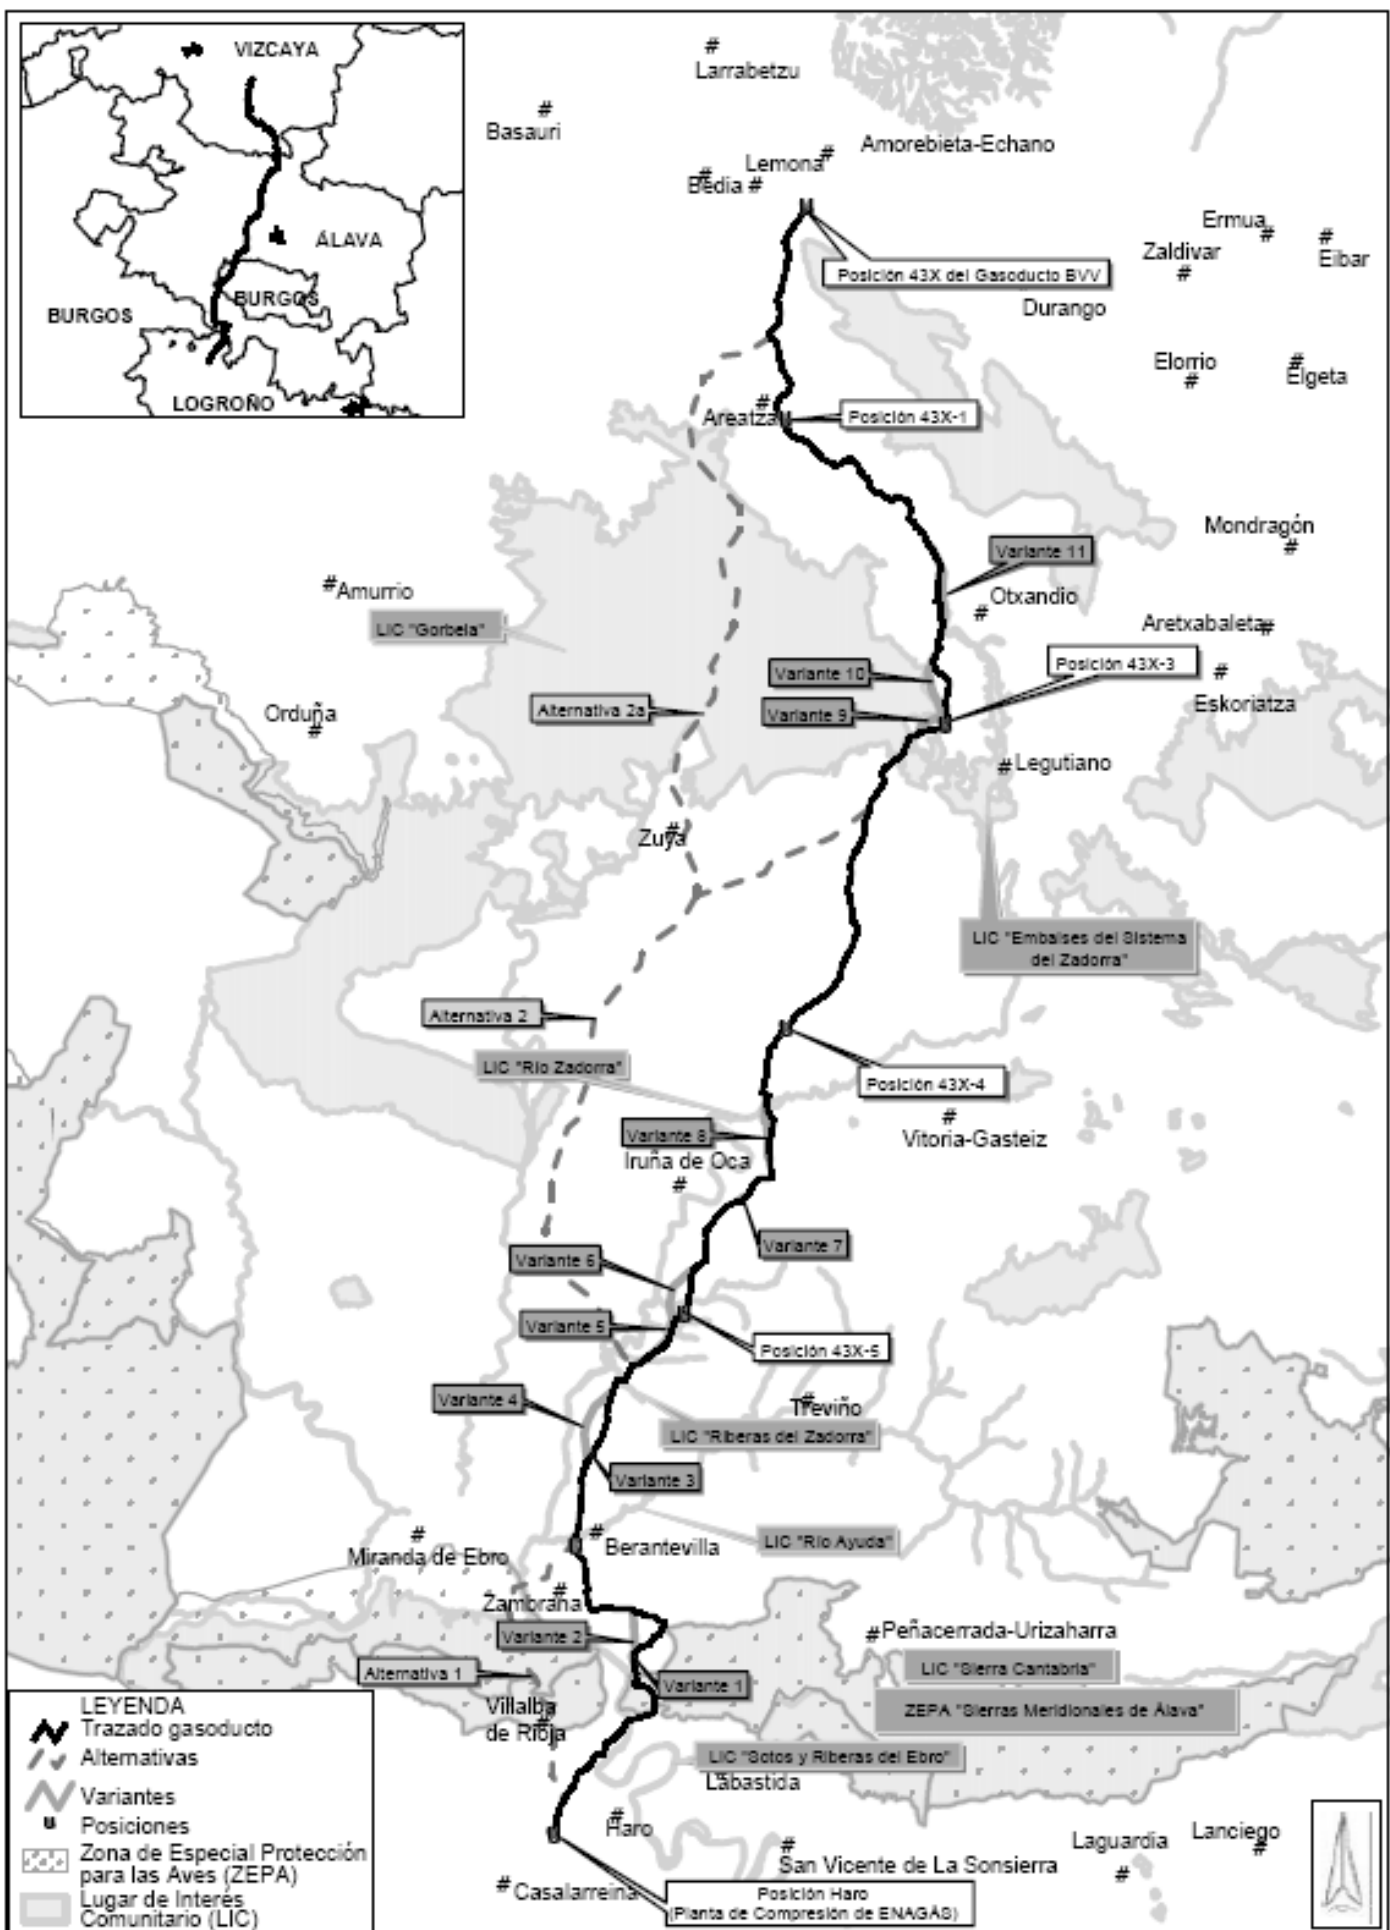 VIZCAYA
ÁLAVA
BURGOS
BURGOS
LOGROÑO
Larrabetzu
Basauri
Amorebieta-Echano
Lemona
Bedia
Ermua
Zaldivar
Eibar
Posición 43X del Gasoducto BVV
Durango
Elorrio
Elgeta
Areatza
Posición 43X-1
Mondragón
Variante 11
Amurrio
Otxandio
LIC "Gorbeia"
Aretxabaleta
Posición 43X-3
Variante 10
Eskoriatza
Orduña
Alternativa 2a
Variante 9
Legutiano
Zuya
LIC "Embalses del Sistema
del Zadorra"
Alternativa 2
LIC "Río Zadorra"
Posición 43X-4
Variante 8
Vitoria-Gasteiz
Iruña de Oca
Variante 7
Variante 6
Variante 5
Posición 43X-5
Variante 4
Treviño
LIC "Riberas del Zadorra"
Variante 3
Berantevilla
LIC "Río Ayuda"
Miranda de Ebro
Zambrana
Variante 2
Peñacerrada-Urizaharra
LIC "Sierra Cantabria"
Alternativa 1
Variante 1
ZEPA "Sierras Meridionales de Álava"
Villalba
de Rioja
LIC "Sotos y Riberas del Ebro"
Labastida
Haro
Laguardia
Lanciego
San Vicente de La Sonsierra
Casalarreina
Posición Haro
(Planta de Compresión de ENAGÁS)
LEYENDA
Trazado gasoducto
Alternativas
Variantes
Posiciones
Zona de Especial Protección
para las Aves (ZEPA)
Lugar de Interés
Comunitario (LIC)